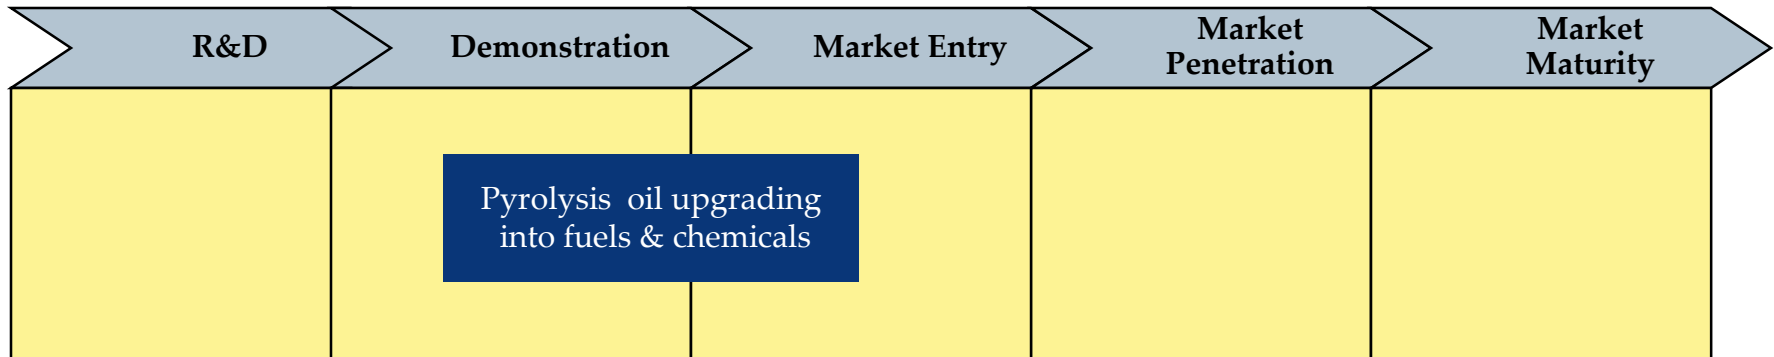 R&D
Demonstration
Market Entry
Market
Penetration
Market
Maturity
Pyrolysis  oil upgrading
into fuels & chemicals